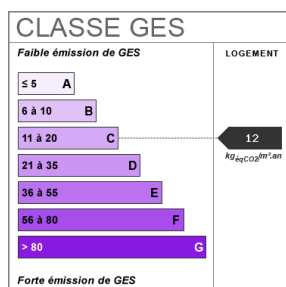 CLASSE GES
Faible émission de GES
LOGEMENT
≤ 5 A
6 à 10 B
11 à 20 C
12
kgéqCO2/m².an
21 à 35 D
36 à 55 E
56 à 80 F
> 80 G
Forte émission de GES